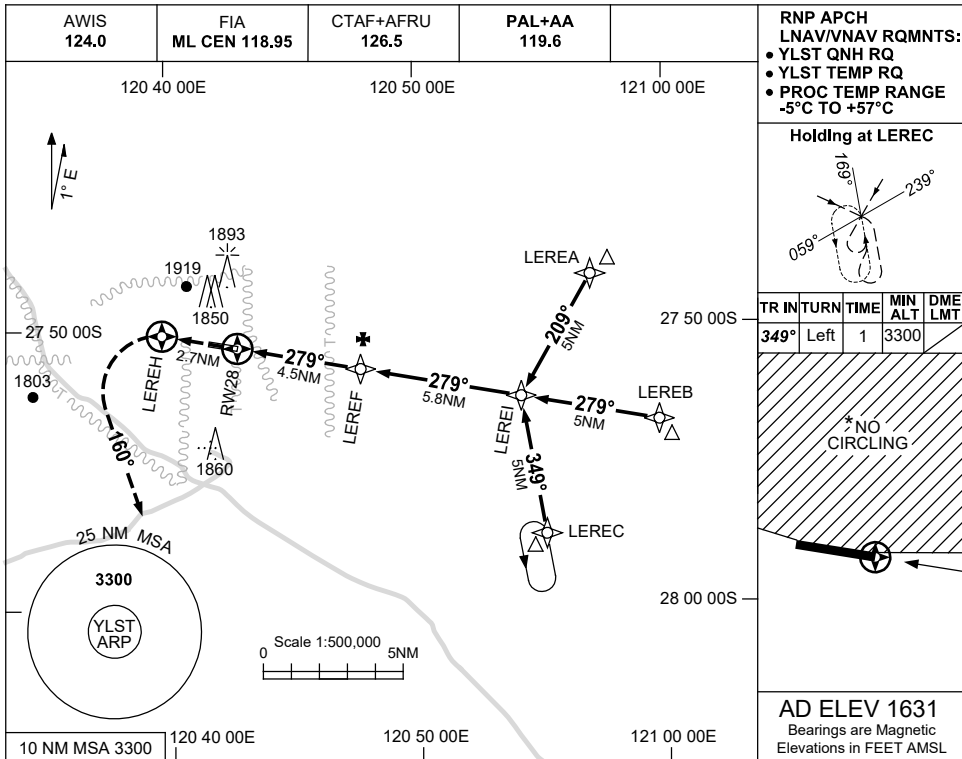 AWIS
124.0
FIA
ML CEN 118.95
CTAF+AFRU
126.5
PAL+AA
119.6
RNP APCH
LNAV/VNAV RQMNTS:
• YLST QNH RQ
• YLST TEMP RQ
• PROC TEMP RANGE
-5°C TO +57°C
120 40 00E
120 50 00E
121 00 00E
Holding at LEREC
169°
239°
059°
1° E
1893
1919
1850
LEREA
209°
5NM
27 50 00S
27 50 00S
TR IN TURN TIME MIN ALT DME LMT
349° Left 1 3300
2.7NM
279°
4.5NM
279°
5.8NM
279°
5NM
LEREB
LEREH
RW28
LEREF
LEREI
1803
T
T
T
T
160°
1860
349°
5NM
LEREC
*NO
CIRCLING
25 NM MSA
3300
YLST
ARP
28 00 00S
Scale 1:500,000
0 5NM
10 NM MSA 3300
120 40 00E
120 50 00E
121 00 00E
AD ELEV 1631
Bearings are Magnetic
Elevations in FEET AMSL